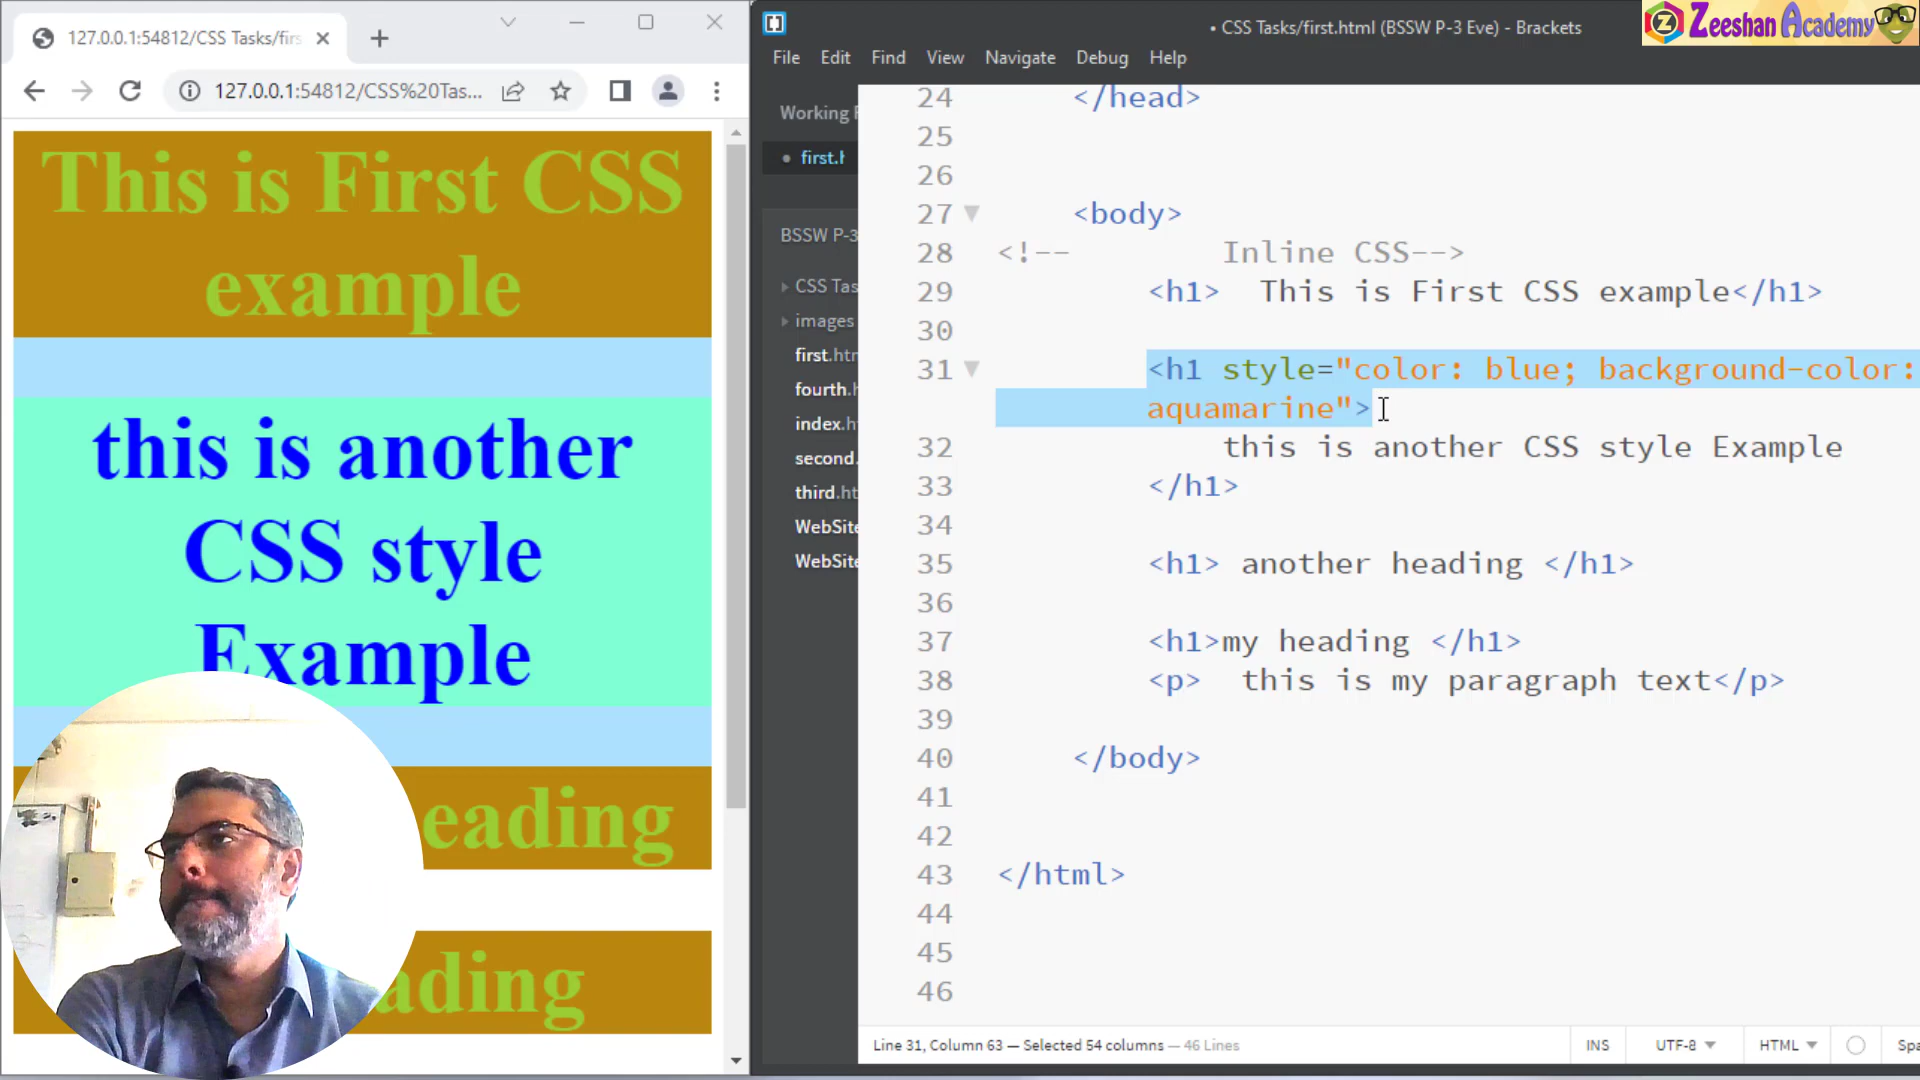 127.0.0.1:54812/CSS Tasks/firs
127.0.0.1:54812/CSS%20Tas...
This is First CSS
example
this is another
CSS style
Example
eading
ading
• CSS Tasks/first.html (BSSW P-3 Eve) - Brackets
Zeeshan Academy
File Edit Find View Navigate Debug Help
Working F
first.h
BSSW P-3
CSS Tas
images
first.htm
fourth.
index.h
second.
third.ht
WebSite
WebSite
24 </head>
25
26
27 <body>
28 <!-- Inline CSS-->
29 <h1> This is First CSS example</h1>
30
31 <h1 style="color: blue; background-color:
aquamarine">
32 this is another CSS style Example
33 </h1>
34
35 <h1> another heading </h1>
36
37 <h1>my heading </h1>
38 <p> this is my paragraph text</p>
39
40 </body>
41
42
43 </html>
44
45
46
Line 31, Column 63 — Selected 54 columns — 46 Lines
INS UTF-8 HTML Spa